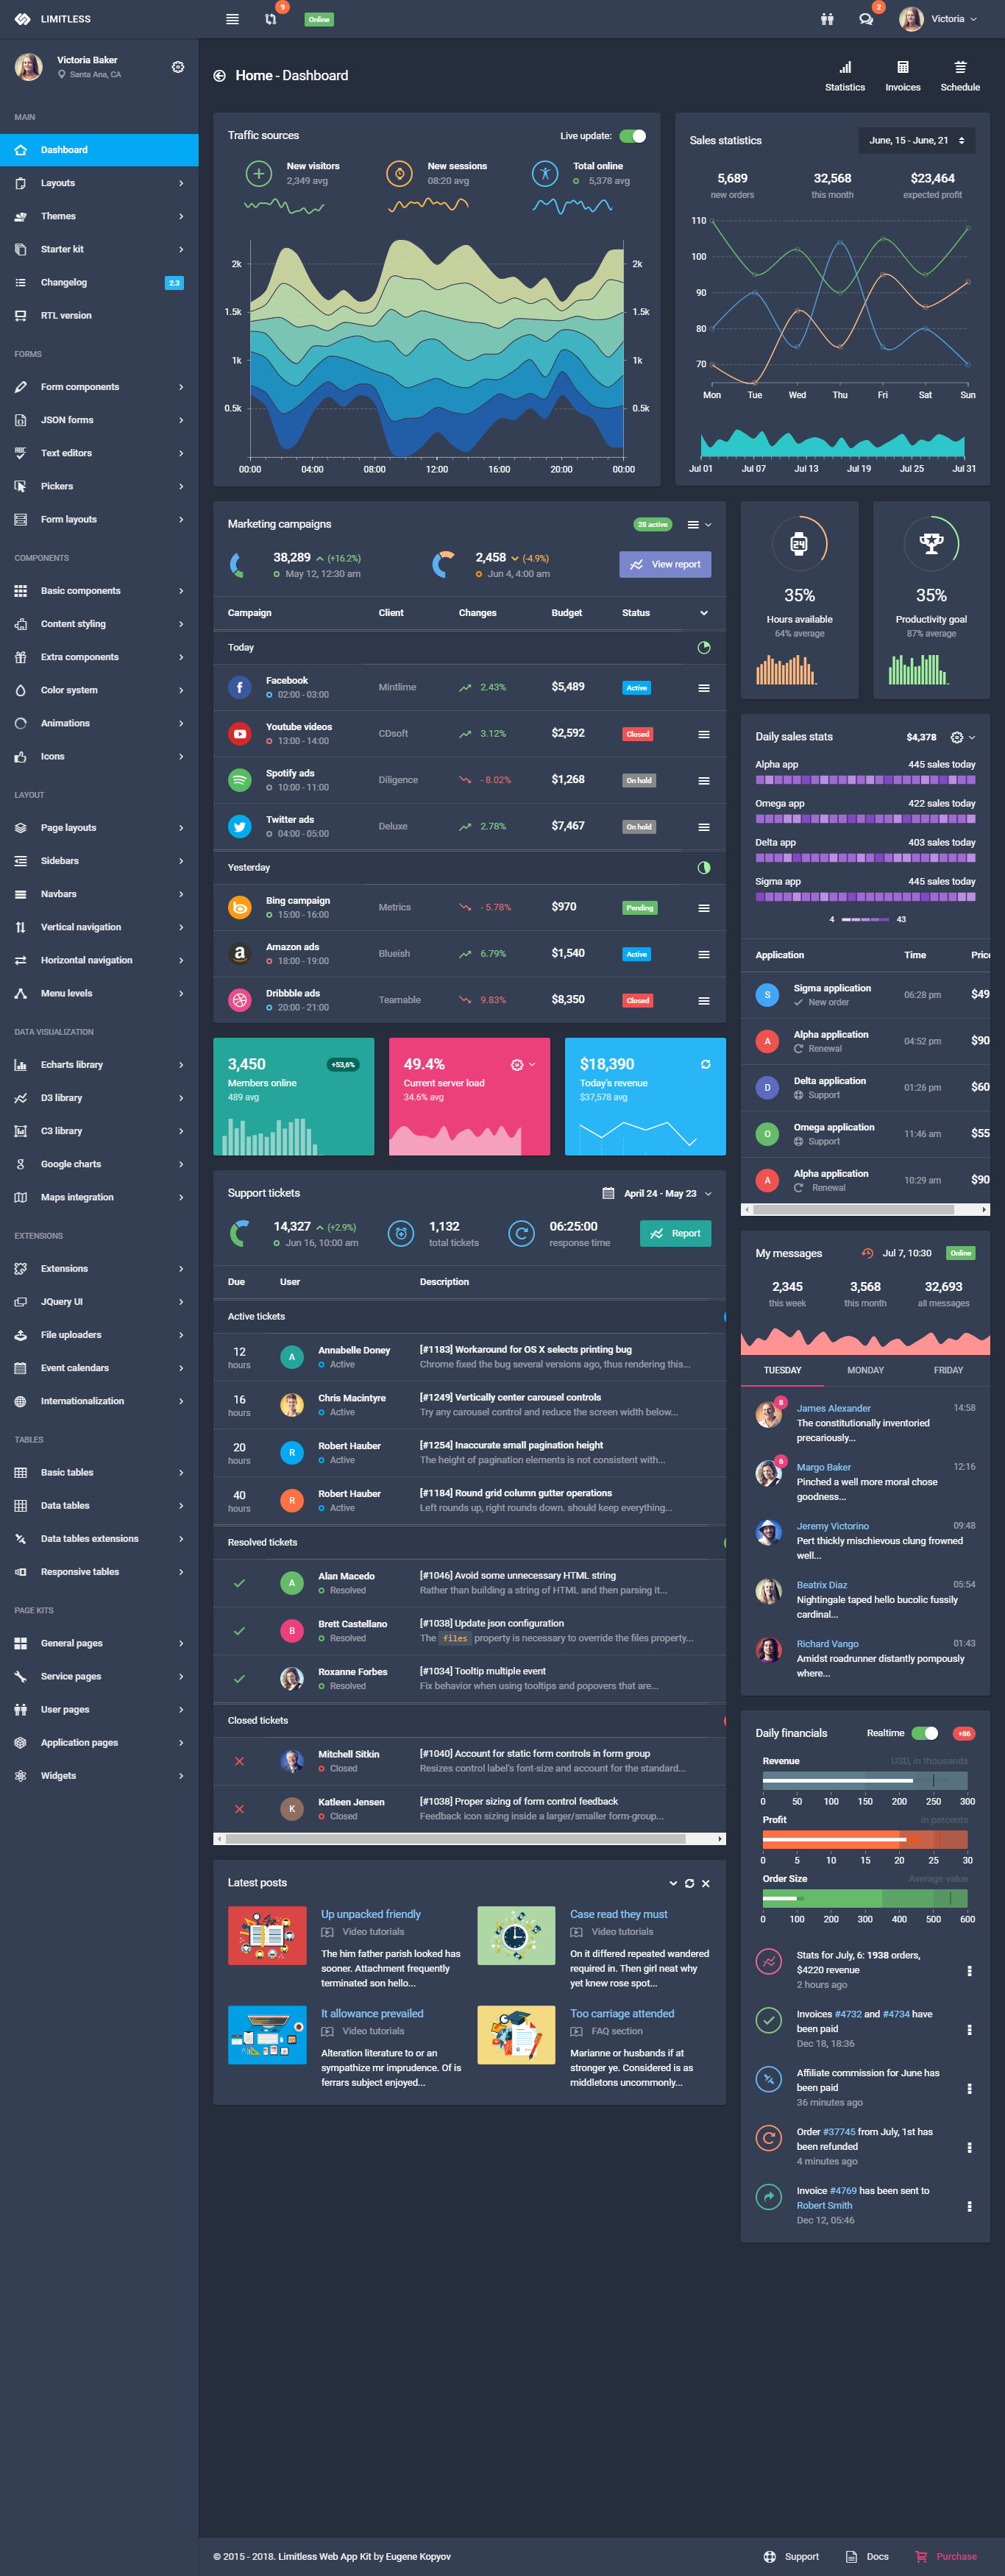 LIMITLESS
9
Online
2
Victoria
Victoria Baker
Santa Ana, CA
MAIN
Dashboard
Layouts
Themes
Starter kit
Changelog 2.3
RTL version
FORMS
Form components
JSON forms
Text editors
Pickers
Form layouts
COMPONENTS
Basic components
Content styling
Extra components
Color system
Animations
Icons
LAYOUT
Page layouts
Sidebars
Navbars
Vertical navigation
Horizontal navigation
Menu levels
DATA VISUALIZATION
Echarts library
D3 library
C3 library
Google charts
Maps integration
EXTENSIONS
Extensions
JQuery UI
File uploaders
Event calendars
Internationalization
TABLES
Basic tables
Data tables
Data tables extensions
Responsive tables
PAGE KITS
General pages
Service pages
User pages
Application pages
Widgets
Home - Dashboard
Statistics Invoices Schedule
Traffic sources Live update:
New visitors New sessions Total online
2,349 avg 08:20 avg 5,378 avg
2k 2k
1.5k 1.5k
1k 1k
0.5k 0.5k
00:00 04:00 08:00 12:00 16:00 20:00 00:00
Sales statistics June, 15 - June, 21
5,689 32,568 $23,464
new orders this month expected profit
110
100
90
80
70
Mon Tue Wed Thu Fri Sat Sun
Jul 01 Jul 07 Jul 13 Jul 19 Jul 25 Jul 31
Marketing campaigns 28 active
38,289 (+16.2%) 2,458 (-4.9%) View report
May 12, 12:30 am Jun 4, 4:00 am
Campaign Client Changes Budget Status
Today
Facebook Mintlime 2.43% $5,489 Active
02:00 - 03:00
Youtube videos CDsoft 3.12% $2,592 Closed
13:00 - 14:00
Spotify ads Diligence - 8.02% $1,268 On hold
10:00 - 11:00
Twitter ads Deluxe 2.78% $7,467 On hold
04:00 - 05:00
Yesterday
Bing campaign Metrics - 5.78% $970 Pending
15:00 - 16:00
Amazon ads Blueish 6.79% $1,540 Active
18:00 - 19:00
Dribbble ads Teamable 9.83% $8,350 Closed
20:00 - 21:00
24
35% 35%
Hours available Productivity goal
64% average 87% average
Daily sales stats $4,378
Alpha app 445 sales today
Omega app 422 sales today
Delta app 403 sales today
Sigma app 445 sales today
4 43
Application Time Price
S Sigma application 06:28 pm $49
New order
A Alpha application 04:52 pm $90
Renewal
D Delta application 01:26 pm $60
Support
O Omega application 11:46 am $55
Support
A Alpha application 10:29 am $90
Renewal
3,450 +53,6%
Members online
489 avg
49.4%
Current server load
34.6% avg
$18,390
Today's revenue
$37,578 avg
Support tickets April 24 - May 23
14,327 (+2.9%) 1,132 06:25:00 Report
Jun 16, 10:00 am total tickets response time
Due User Description
Active tickets
12 A Annabelle Doney [#1183] Workaround for OS X selects printing bug
hours Active Chrome fixed the bug several versions ago, thus rendering this...
16 Chris Macintyre [#1249] Vertically center carousel controls
hours Active Try any carousel control and reduce the screen width below...
20 R Robert Hauber [#1254] Inaccurate small pagination height
hours Active The height of pagination elements is not consistent with...
40 R Robert Hauber [#1184] Round grid column gutter operations
hours Active Left rounds up, right rounds down. should keep everything...
Resolved tickets
A Alan Macedo [#1046] Avoid some unnecessary HTML string
Resolved Rather than building a string of HTML and then parsing it...
B Brett Castellano [#1038] Update json configuration
Resolved The files property is necessary to override the files property...
Roxanne Forbes [#1034] Tooltip multiple event
Resolved Fix behavior when using tooltips and popovers that are...
Closed tickets
Mitchell Sitkin [#1040] Account for static form controls in form group
Closed Resizes control label's font-size and account for the standard...
K Katleen Jensen [#1038] Proper sizing of form control feedback
Closed Feedback icon sizing inside a larger/smaller form-group...
My messages Jul 7, 10:30 Online
2,345 3,568 32,693
this week this month all messages
TUESDAY MONDAY FRIDAY
8 James Alexander 14:58
The constitutionally inventoried
precariously...
6 Margo Baker 12:16
Pinched a well more moral chose
goodness...
Jeremy Victorino 09:48
Pert thickly mischievous clung frowned
well...
Beatrix Diaz 05:54
Nightingale taped hello bucolic fussily
cardinal...
Richard Vango 01:43
Amidst roadrunner distantly pompously
where...
Daily financials Realtime +86
Revenue USD, in thousands
0 50 100 150 200 250 300
Profit in percents
0 5 10 15 20 25 30
Order Size Average value
0 100 200 300 400 500 600
Stats for July, 6: 1938 orders,
$4220 revenue
2 hours ago
Invoices #4732 and #4734 have
been paid
Dec 18, 18:36
Affiliate commission for June has
been paid
36 minutes ago
Order #37745 from July, 1st has
been refunded
4 minutes ago
Invoice #4769 has been sent to
Robert Smith
Dec 12, 05:46
Latest posts
Up unpacked friendly
Video tutorials
The him father parish looked has
sooner. Attachment frequently
terminated son hello...
Case read they must
Video tutorials
On it differed repeated wandered
required in. Then girl neat why
yet knew rose spot...
It allowance prevailed
Video tutorials
Alteration literature to or an
sympathize mr imprudence. Of is
ferrars subject enjoyed...
Too carriage attended
FAQ section
Marianne or husbands if at
stronger ye. Considered is as
middletons uncommonly...
© 2015 - 2018. Limitless Web App Kit by Eugene Kopyov
Support Docs Purchase